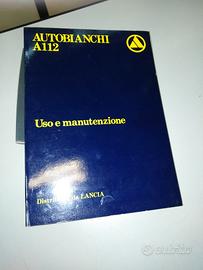 AUTOBIANCHI
A112
Uso e manutenzione
LANCIA
subito